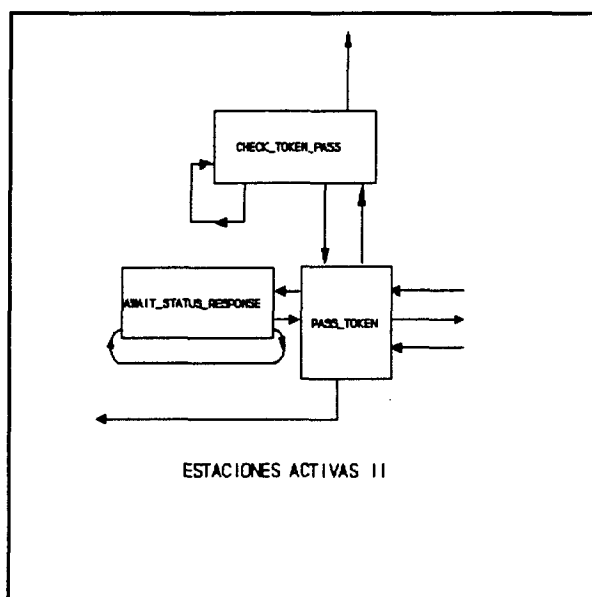 CHECK_TOKEN_PASS
AWAIT_STATUS_RESPONSE
PASS_TOKEN
ESTACIONES ACTIVAS II